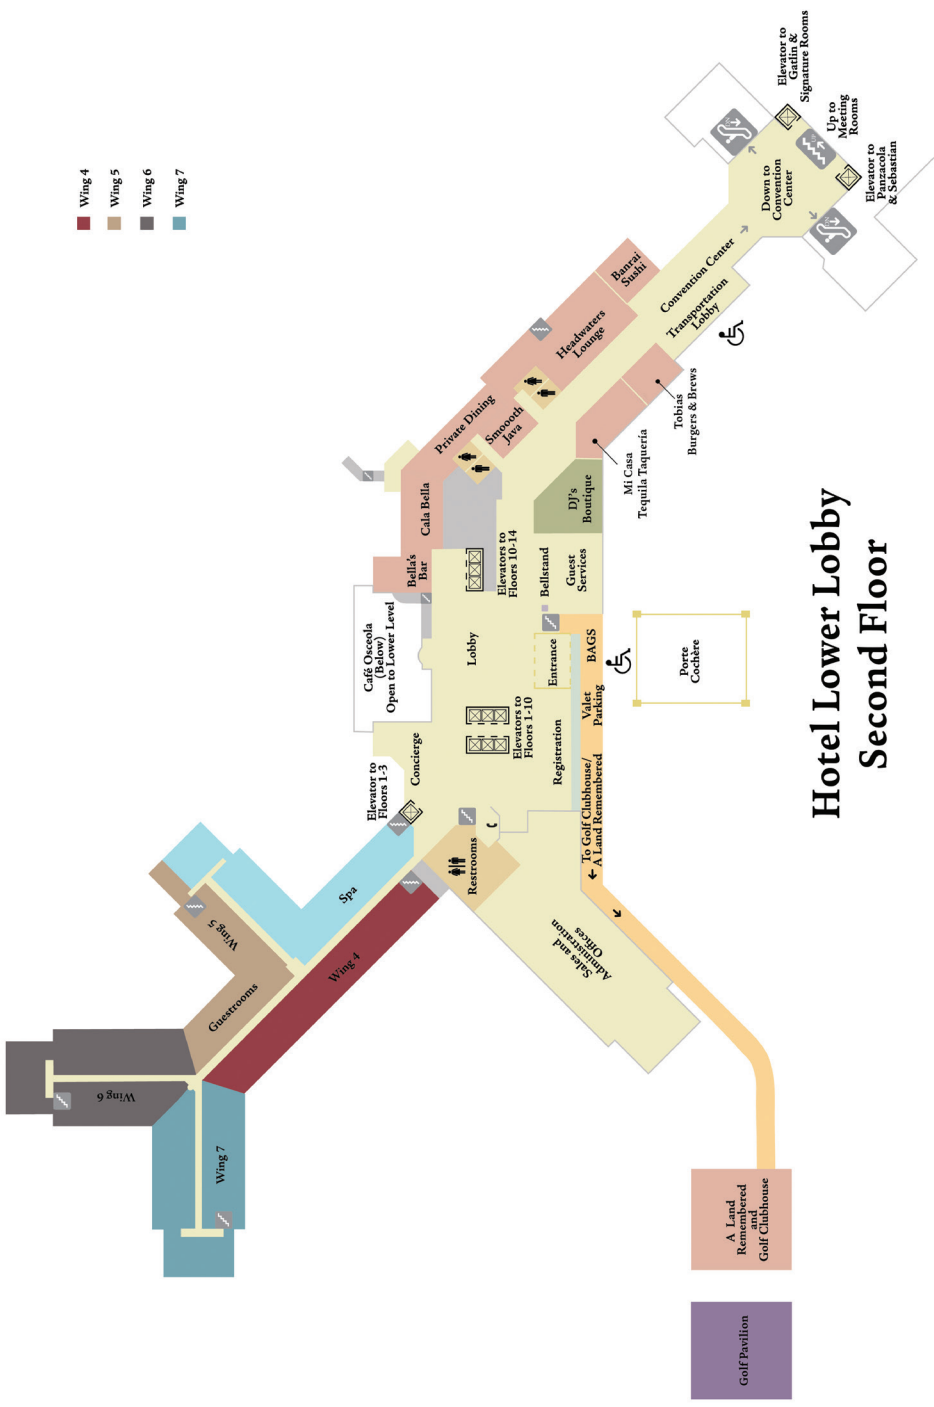 Hotel Lower Lobby
Second Floor
Wing 4
Wing 5
Wing 6
Wing 7
Golf Pavilion
A Land
Remembered
and
Golf Clubhouse
Wing 6
Wing 7
Wing 5
Guestrooms
Wing 4
Spa
Restrooms
Sales and
Administration
Offices
To Golf Clubhouse/
A Land Remembered
Elevator to
Floors 1-3
Concierge
Registration
Elevators to
Floors 1-10
Valet
Parking
BAGS
Entrance
Porte
Cochère
Lobby
Café Osceola
(Below)
Open to Lower Level
Bella's
Bar
Cala Bella
Elevators to
Floors 10-14
Bellstand
Guest
Services
DJ's
Boutique
Private Dining
Smoooth
Java
Mi Casa
Tequila Taqueria
Tobias
Burgers & Brews
Headwaters
Lounge
Banrai
Sushi
Convention Center
Transportation
Lobby
Down to
Convention
Center
Elevator to
Gatlin &
Signature Rooms
Up to
Meeting
Rooms
Elevator to
Panzacola
& Sebastian